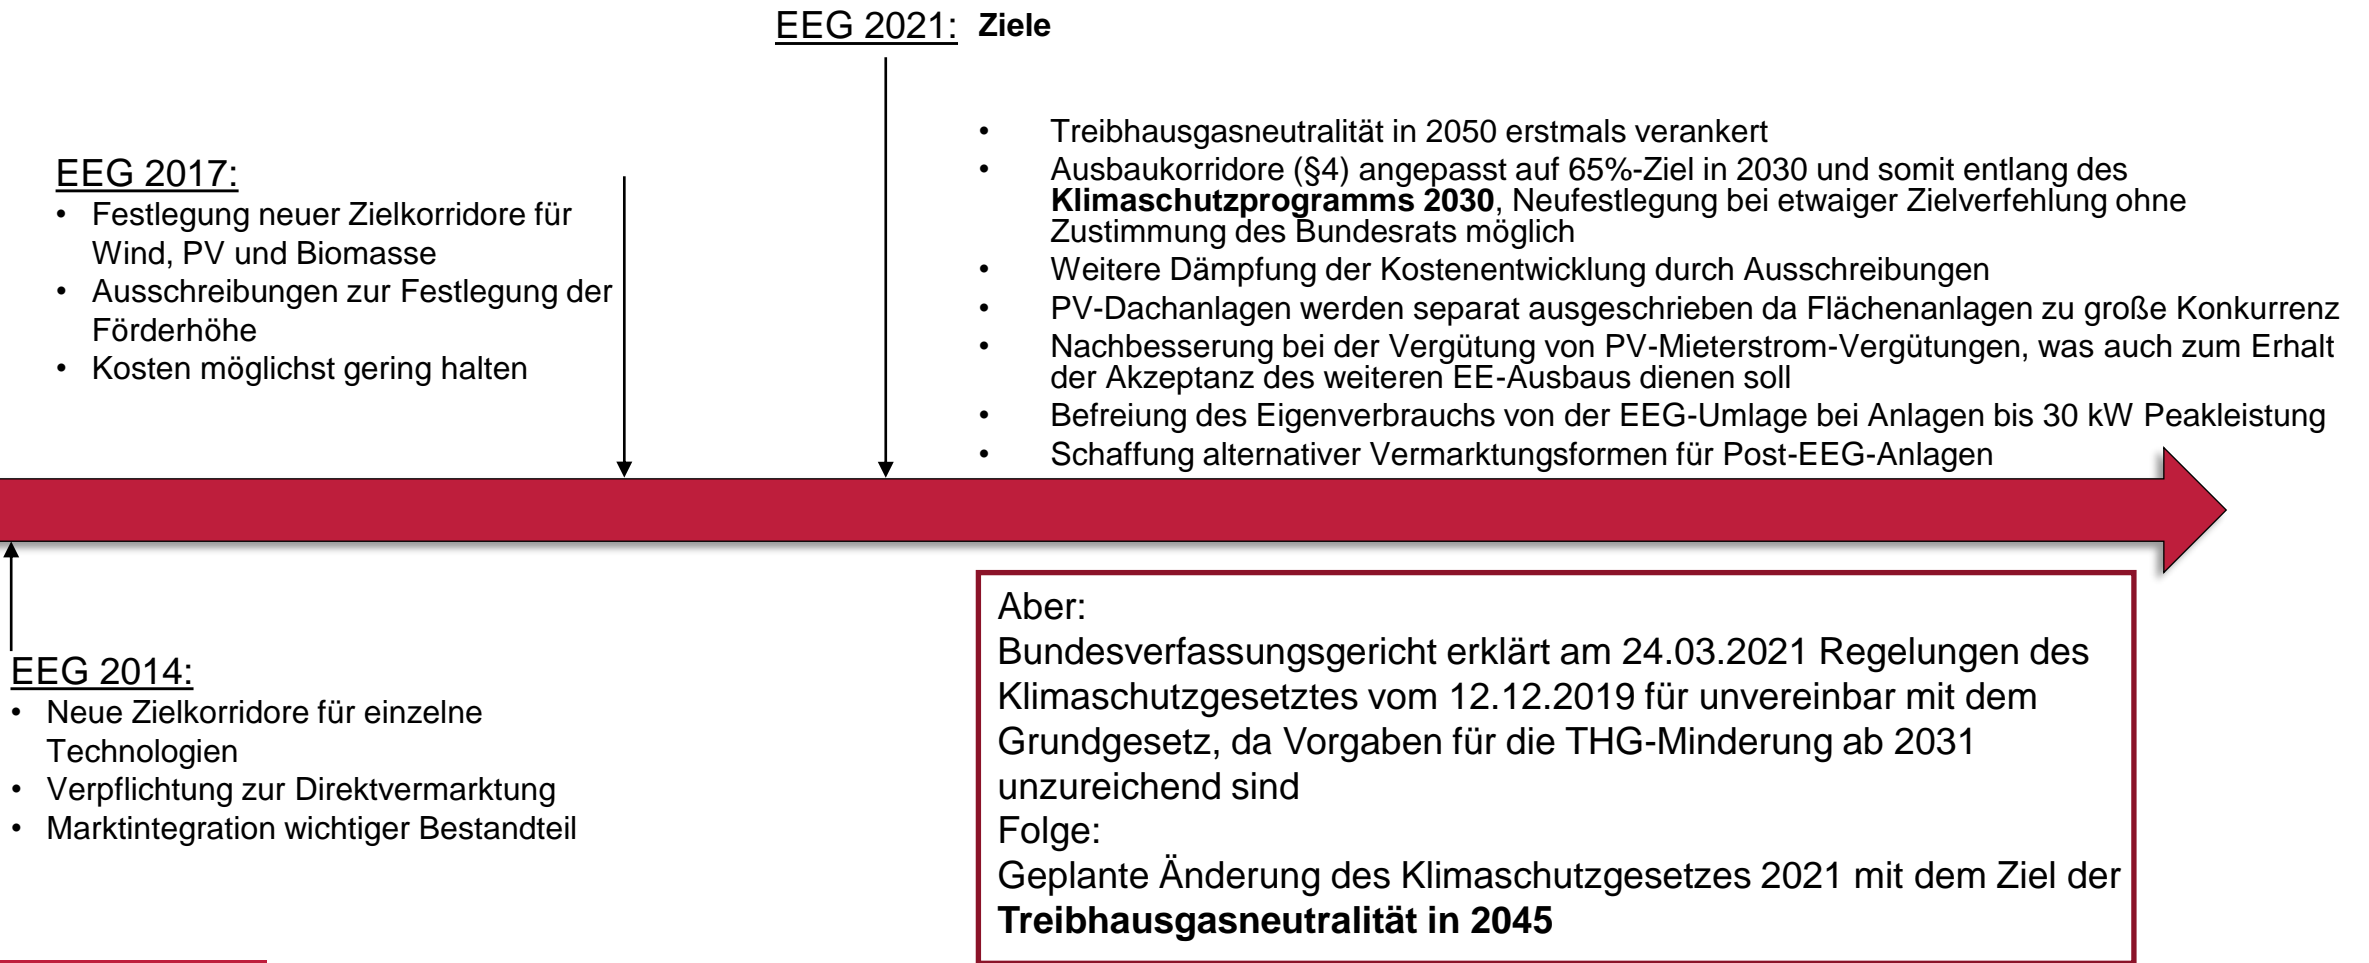 EEG 2021: Ziele
• Treibhausgasneutralität in 2050 erstmals verankert
• Ausbaukorridore (§4) angepasst auf 65%-Ziel in 2030 und somit entlang des
Klimaschutzprogramms 2030, Neufestlegung bei etwaiger Zielverfehlung ohne
Zustimmung des Bundesrats möglich
• Weitere Dämpfung der Kostenentwicklung durch Ausschreibungen
• PV-Dachanlagen werden separat ausgeschrieben da Flächenanlagen zu große Konkurrenz
• Nachbesserung bei der Vergütung von PV-Mieterstrom-Vergütungen, was auch zum Erhalt
der Akzeptanz des weiteren EE-Ausbaus dienen soll
• Befreiung des Eigenverbrauchs von der EEG-Umlage bei Anlagen bis 30 kW Peakleistung
• Schaffung alternativer Vermarktungsformen für Post-EEG-Anlagen
EEG 2017:
• Festlegung neuer Zielkorridore für
Wind, PV und Biomasse
• Ausschreibungen zur Festlegung der
Förderhöhe
• Kosten möglichst gering halten
EEG 2014:
• Neue Zielkorridore für einzelne
Technologien
• Verpflichtung zur Direktvermarktung
• Marktintegration wichtiger Bestandteil
Aber:
Bundesverfassungsgericht erklärt am 24.03.2021 Regelungen des
Klimaschutzgesetztes vom 12.12.2019 für unvereinbar mit dem
Grundgesetz, da Vorgaben für die THG-Minderung ab 2031
unzureichend sind
Folge:
Geplante Änderung des Klimaschutzgesetzes 2021 mit dem Ziel der
Treibhausgasneutralität in 2045